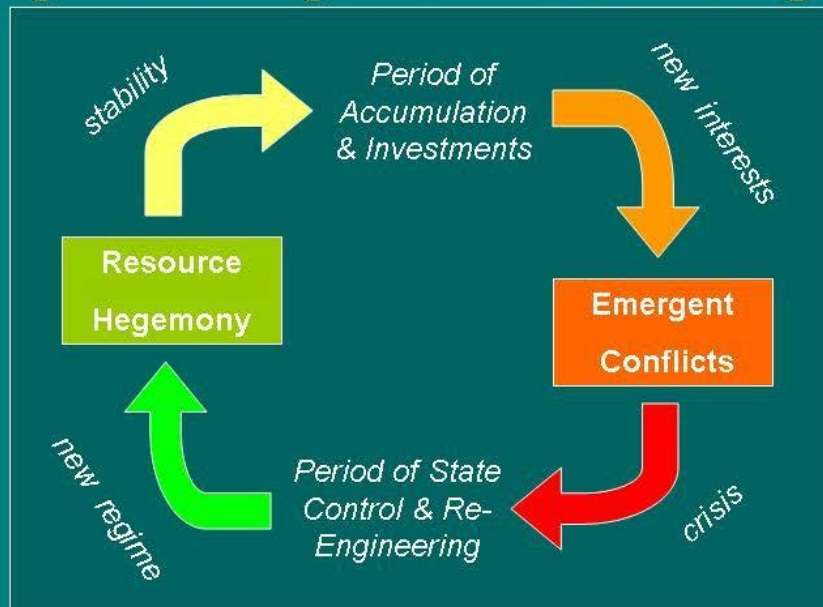 stability
Period of
Accumulation
& Investments
new interests
Resource
Hegemony
Emergent
Conflicts
new regime
Period of State
Control & Re-
Engineering
crisis